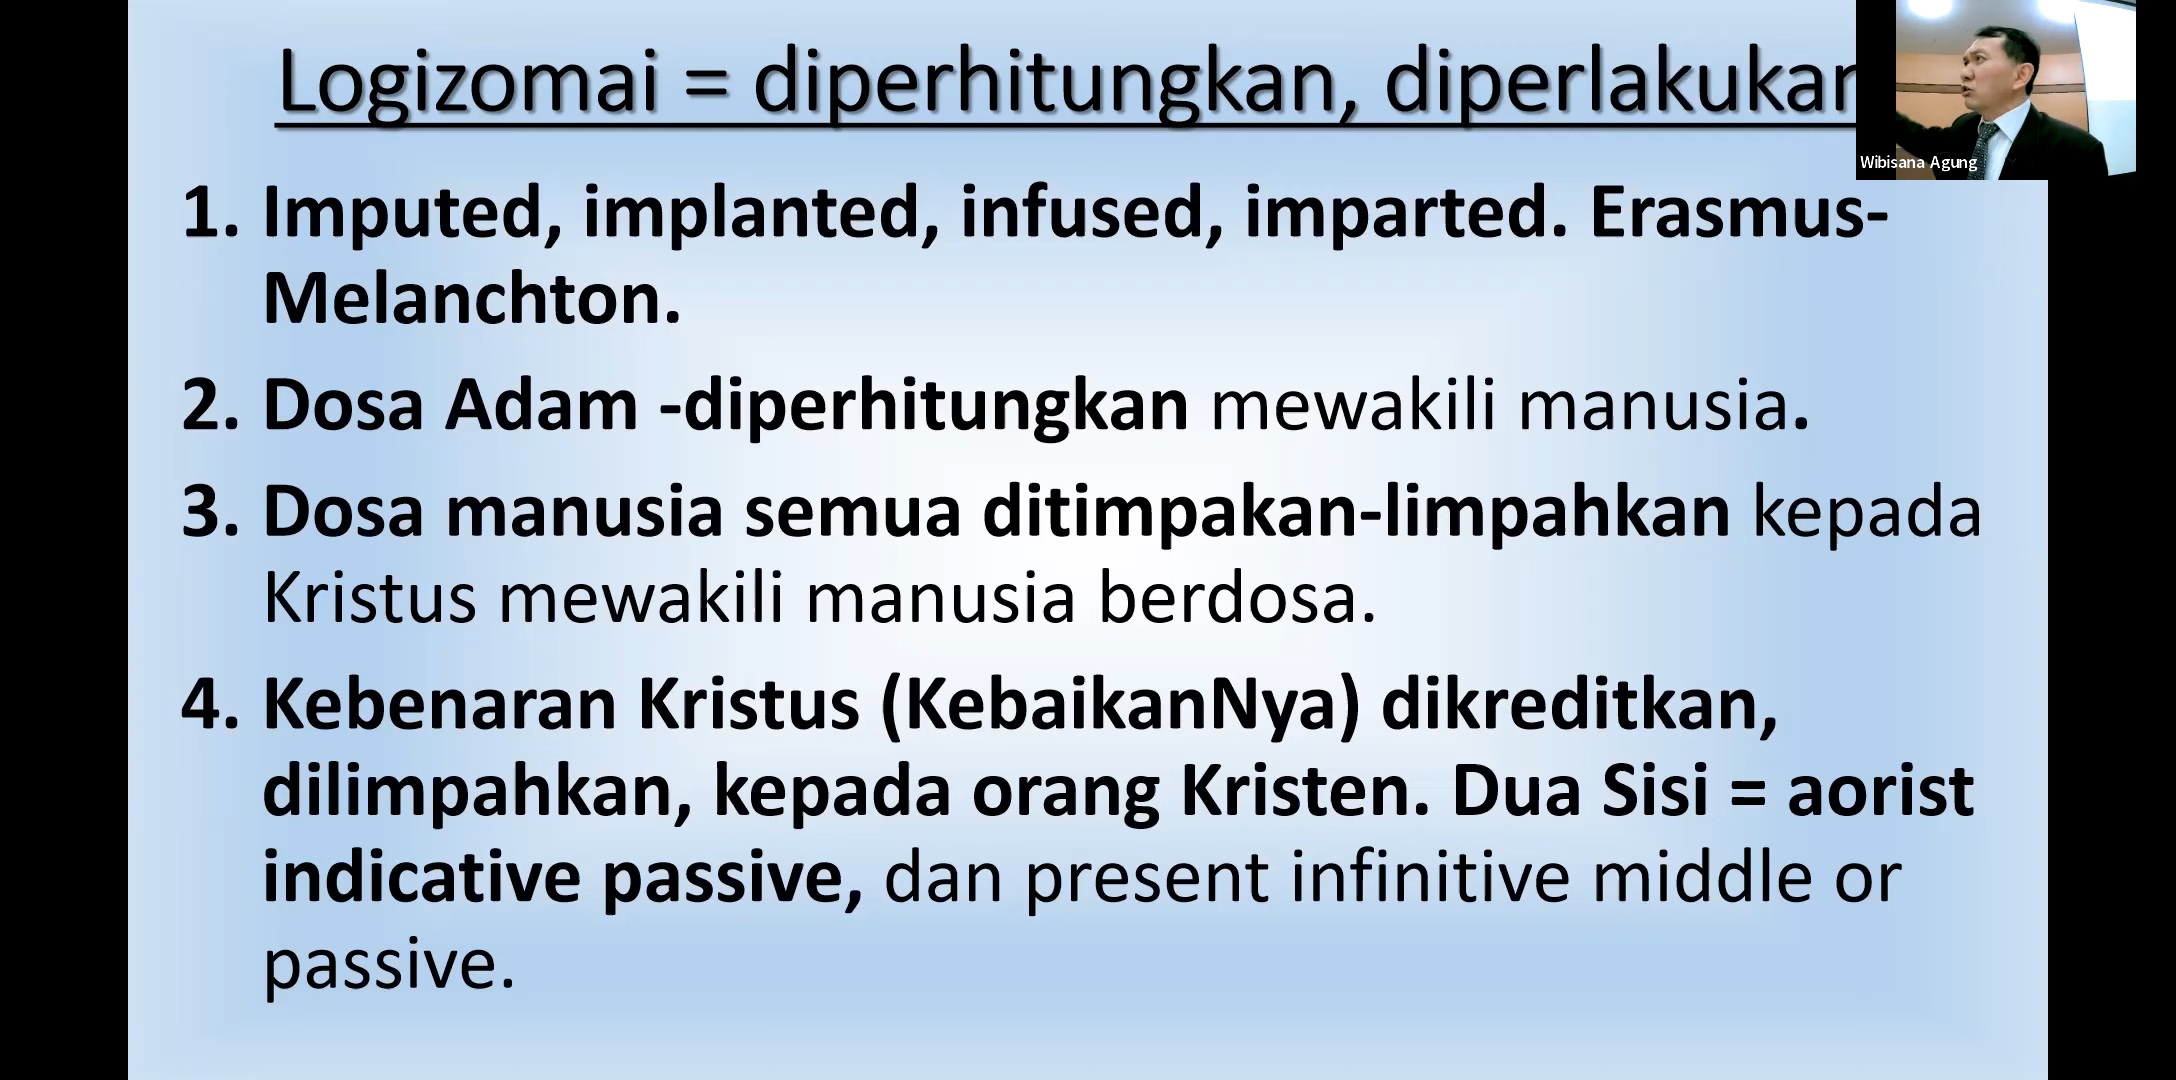 Logizomai = diperhitungkan, diperlakukan
Wibisana Agung
1. Imputed, implanted, infused, imparted. Erasmus-
Melanchton.
2. Dosa Adam -diperhitungkan mewakili manusia.
3. Dosa manusia semua ditimpakan-limpahkan kepada
Kristus mewakili manusia berdosa.
4. Kebenaran Kristus (KebaikanNya) dikreditkan,
dilimpahkan, kepada orang Kristen. Dua Sisi = aorist
indicative passive, dan present infinitive middle or
passive.